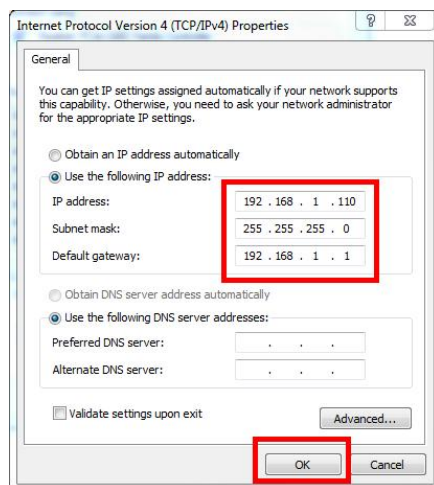 Internet Protocol Version 4 (TCP/IPv4) Properties
General
You can get IP settings assigned automatically if your network supports
this capability. Otherwise, you need to ask your network administrator
for the appropriate IP settings.
Obtain an IP address automatically
Use the following IP address:
IP address: 192 . 168 . 1 . 110
Subnet mask: 255 . 255 . 255 . 0
Default gateway: 192 . 168 . 1 . 1
Obtain DNS server address automatically
Use the following DNS server addresses:
Preferred DNS server: . . .
Alternate DNS server: . . .
Validate settings upon exit
Advanced...
OK Cancel